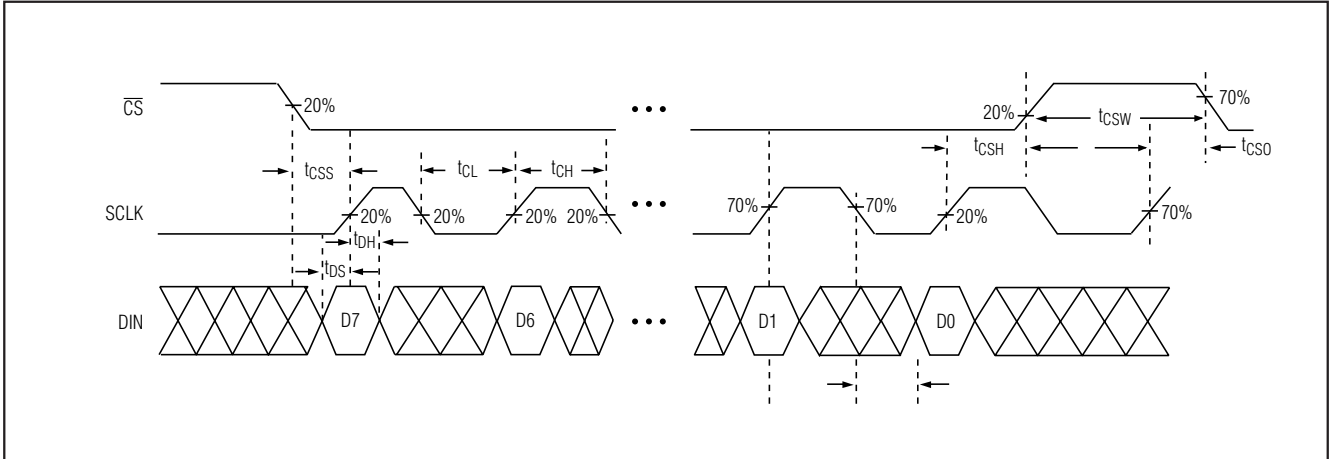 CS
20%
•••
20%
tCSW
70%
tCSS
tCL
tCH
tCSH
tCSO
SCLK
20%
20%
20%
20%
•••
70%
70%
20%
70%
tDH
tDS
DIN
D7
D6
•••
D1
D0